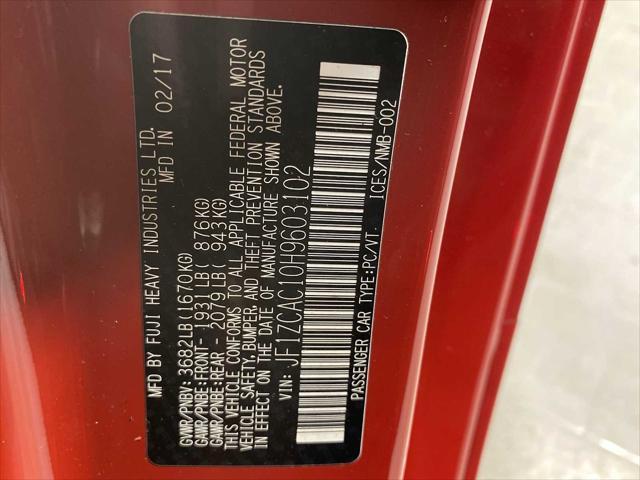 MFD BY FUJI HEAVY INDUSTRIES LTD.
MFD IN 02/17
GVWR/PNBV: 3682LB(1670KG)
GAWR/PNBE:FRONT- 1931LB( 876KG)
GAWR/PNBE:REAR - 2079LB( 943KG)
THIS VEHICLE CONFORMS TO ALL APPLICABLE FEDERAL MOTOR
VEHICLE SAFETY,BUMPER,AND THEFT PREVENTION STANDARDS
IN EFFECT ON THE DATE OF MANUFACTURE SHOWN ABOVE.
VIN: JF1ZCAC10H9603102
PASSENGER CAR TYPE:PC/VT.
ICES/NMB-002